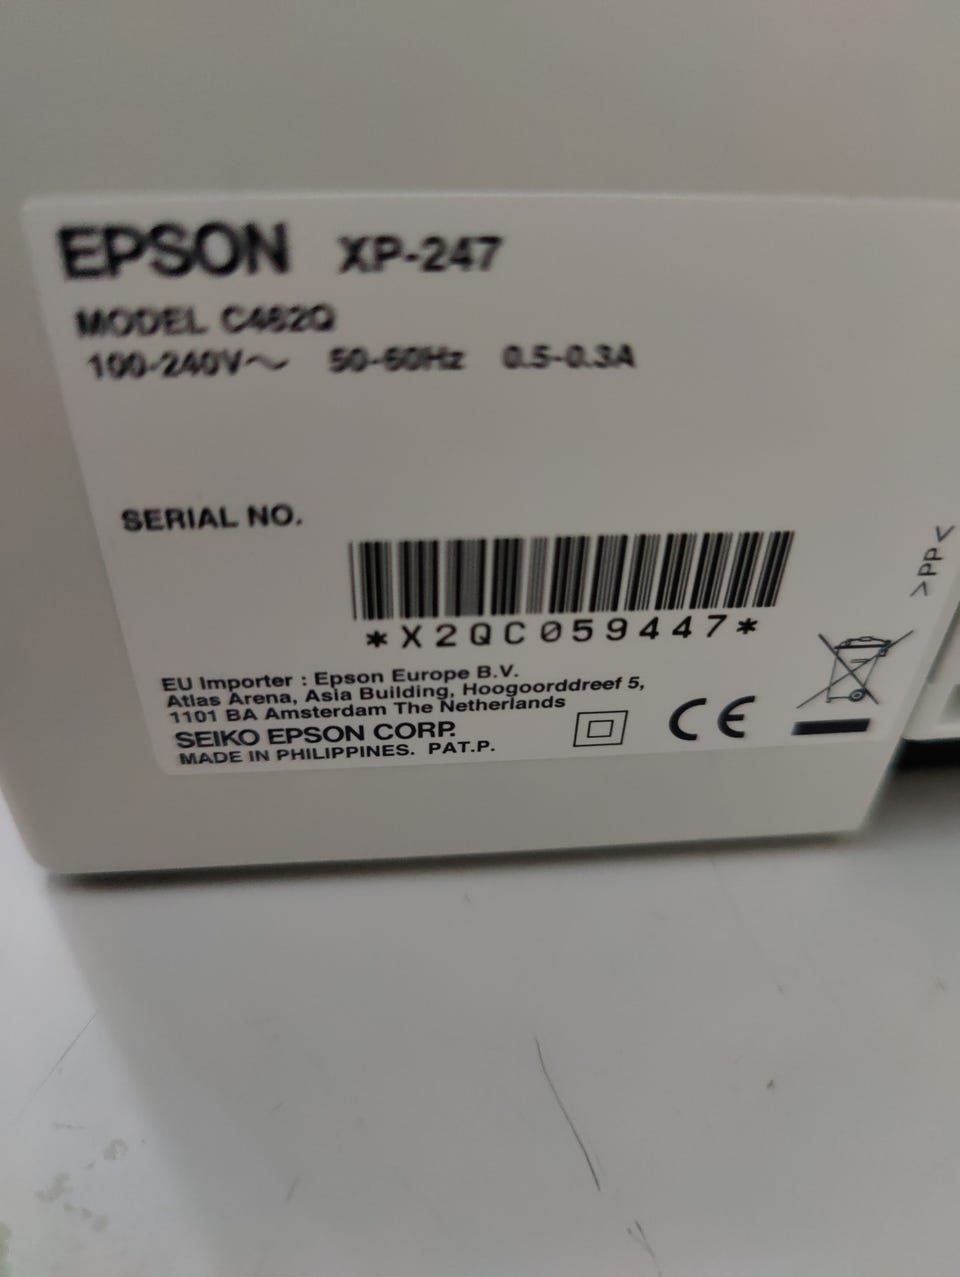 EPSON XP-247
MODEL C462Q
100-240V~ 50-60Hz 0.5-0.3A
SERIAL NO.
*X2QC059447*
>PP<
EU Importer : Epson Europe B.V.
Atlas Arena, Asia Building, Hoogoorddreef 5,
1101 BA Amsterdam The Netherlands
SEIKO EPSON CORP.
MADE IN PHILIPPINES. PAT.P.
CE